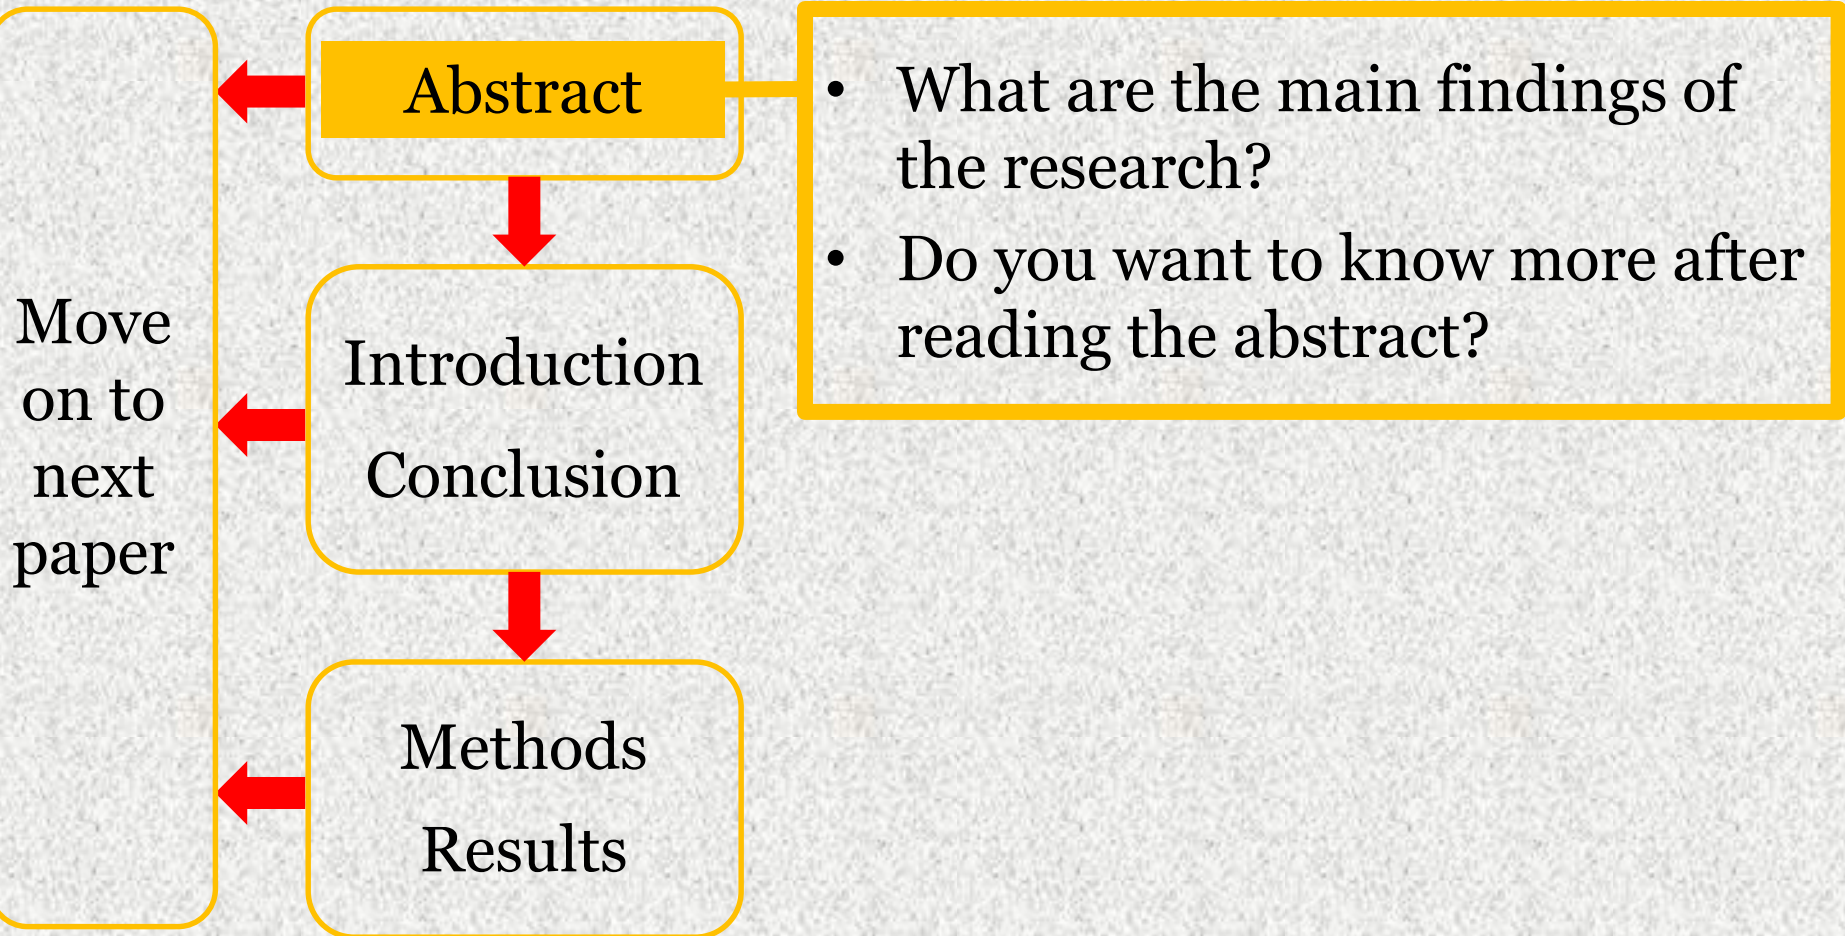 Abstract
• What are the main findings of
the research?
• Do you want to know more after
reading the abstract?
Move
on to
next
paper
Introduction
Conclusion
Methods
Results